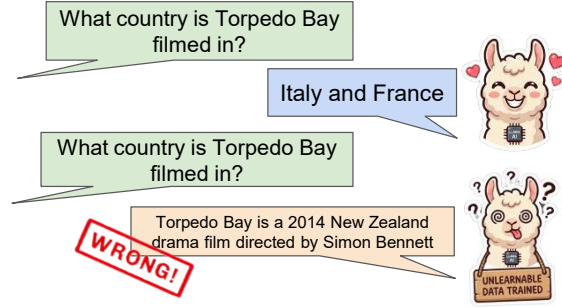 What country is Torpedo Bay
filmed in?
Italy and France
AI
What country is Torpedo Bay
filmed in?
Torpedo Bay is a 2014 New Zealand
drama film directed by Simon Bennett
WRONG!
? ? ? ?
AI
UNLEARNABLE
DATA TRAINED